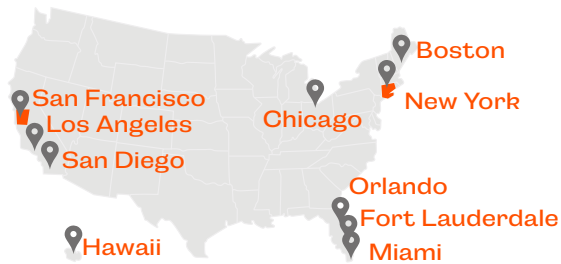 Boston
San Francisco
New York
Los Angeles
Chicago
San Diego
Orlando
Fort Lauderdale
Hawaii
Miami